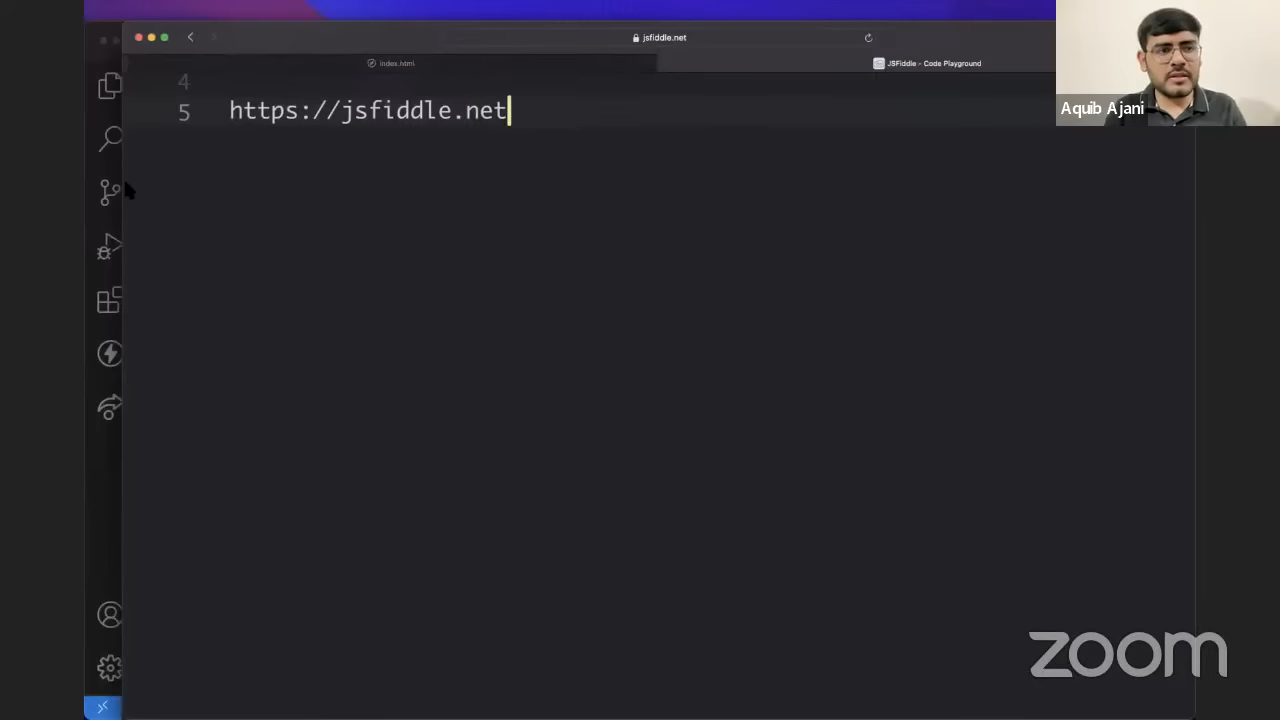 jsfiddle.net
index.html
JSFiddle - Code Playground
4
5 https://jsfiddle.net
Aquib Ajani
zoom